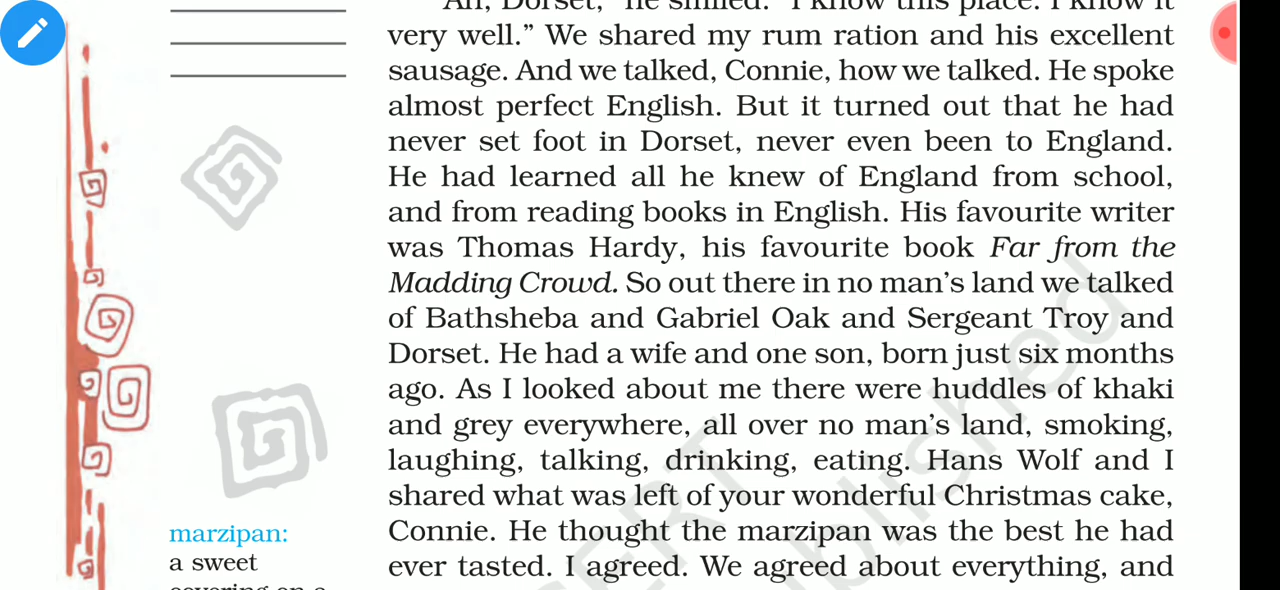 "Ah, Dorset," he smiled. "I know this place. I know it
very well.” We shared my rum ration and his excellent
sausage. And we talked, Connie, how we talked. He spoke
almost perfect English. But it turned out that he had
never set foot in Dorset, never even been to England.
He had learned all he knew of England from school,
and from reading books in English. His favourite writer
was Thomas Hardy, his favourite book Far from the
Madding Crowd. So out there in no man’s land we talked
of Bathsheba and Gabriel Oak and Sergeant Troy and
Dorset. He had a wife and one son, born just six months
ago. As I looked about me there were huddles of khaki
and grey everywhere, all over no man’s land, smoking,
laughing, talking, drinking, eating. Hans Wolf and I
shared what was left of your wonderful Christmas cake,
Connie. He thought the marzipan was the best he had
ever tasted. I agreed. We agreed about everything, and
marzipan:
a sweet
covering on a